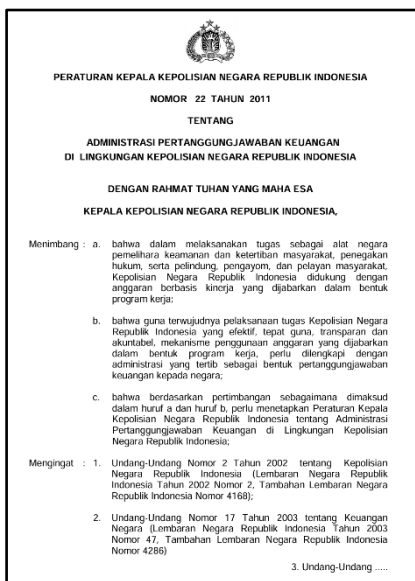 PERATURAN KEPALA KEPOLISIAN NEGARA REPUBLIK INDONESIA
NOMOR 22 TAHUN 2011
TENTANG
ADMINISTRASI PERTANGGUNGJAWABAN KEUANGAN
DI LINGKUNGAN KEPOLISIAN NEGARA REPUBLIK INDONESIA
DENGAN RAHMAT TUHAN YANG MAHA ESA
KEPALA KEPOLISIAN NEGARA REPUBLIK INDONESIA,
Menimbang : a. bahwa dalam melaksanakan tugas sebagai alat negara
pemelihara keamanan dan ketertiban masyarakat, penegakan
hukum, serta pelindung, pengayom, dan pelayan masyarakat,
Kepolisian Negara Republik Indonesia didukung dengan
anggaran berbasis kinerja yang dijabarkan dalam bentuk
program kerja;
b. bahwa guna terwujudnya pelaksanaan tugas Kepolisian Negara
Republik Indonesia yang efektif, tepat guna, transparan dan
akuntabel, mekanisme penggunaan anggaran yang dijabarkan
dalam bentuk program kerja, perlu dilengkapi dengan
administrasi yang tertib sebagai bentuk pertanggungjawaban
keuangan kepada negara;
c. bahwa berdasarkan pertimbangan sebagaimana dimaksud
dalam huruf a dan huruf b, perlu menetapkan Peraturan Kepala
Kepolisian Negara Republik Indonesia tentang Administrasi
Pertanggungjawaban Keuangan di Lingkungan Kepolisian
Negara Republik Indonesia;
Mengingat : 1. Undang-Undang Nomor 2 Tahun 2002 tentang Kepolisian
Negara Republik Indonesia (Lembaran Negara Republik
Indonesia Tahun 2002 Nomor 2, Tambahan Lembaran Negara
Republik Indonesia Nomor 4168);
2. Undang-Undang Nomor 17 Tahun 2003 tentang Keuangan
Negara (Lembaran Negara Republik Indonesia Tahun 2003
Nomor 47, Tambahan Lembaran Negara Republik Indonesia
Nomor 4286)
3. Undang-Undang .....